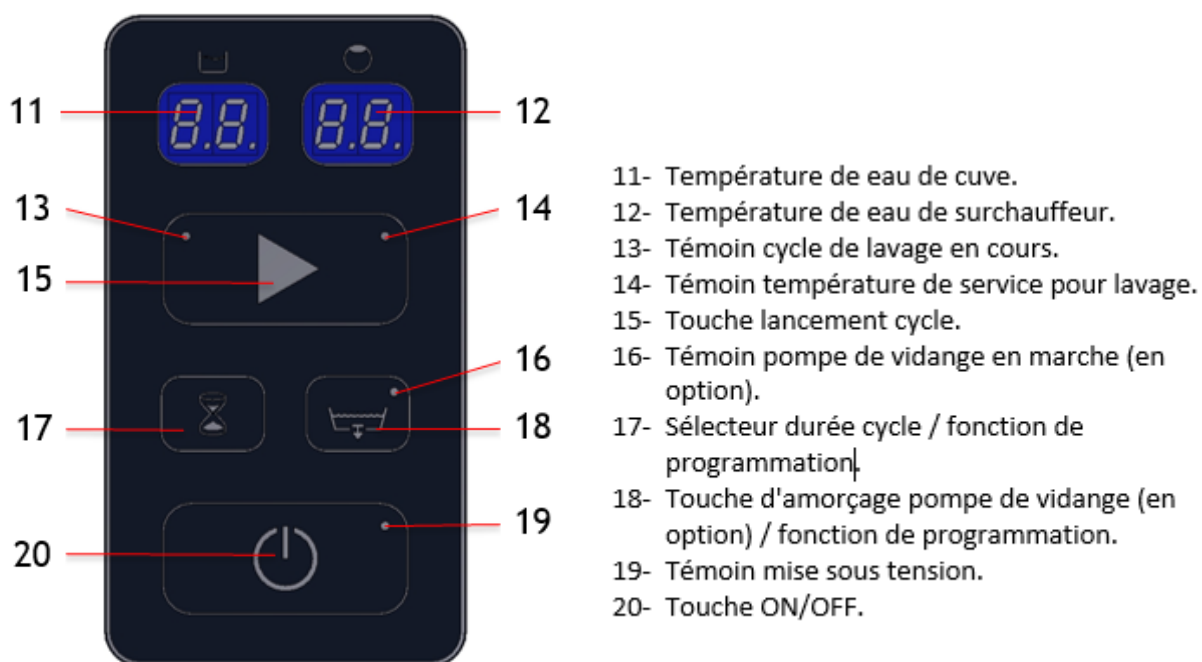 11
8.8. 8.8.
12
13
14
15
16
17
18
19
20
11- Température de eau de cuve.
12- Température de eau de surchauffeur.
13- Témoin cycle de lavage en cours.
14- Témoin température de service pour lavage.
15- Touche lancement cycle.
16- Témoin pompe de vidange en marche (en
option).
17- Sélecteur durée cycle / fonction de
programmation.
18- Touche d'amorçage pompe de vidange (en
option) / fonction de programmation.
19- Témoin mise sous tension.
20- Touche ON/OFF.